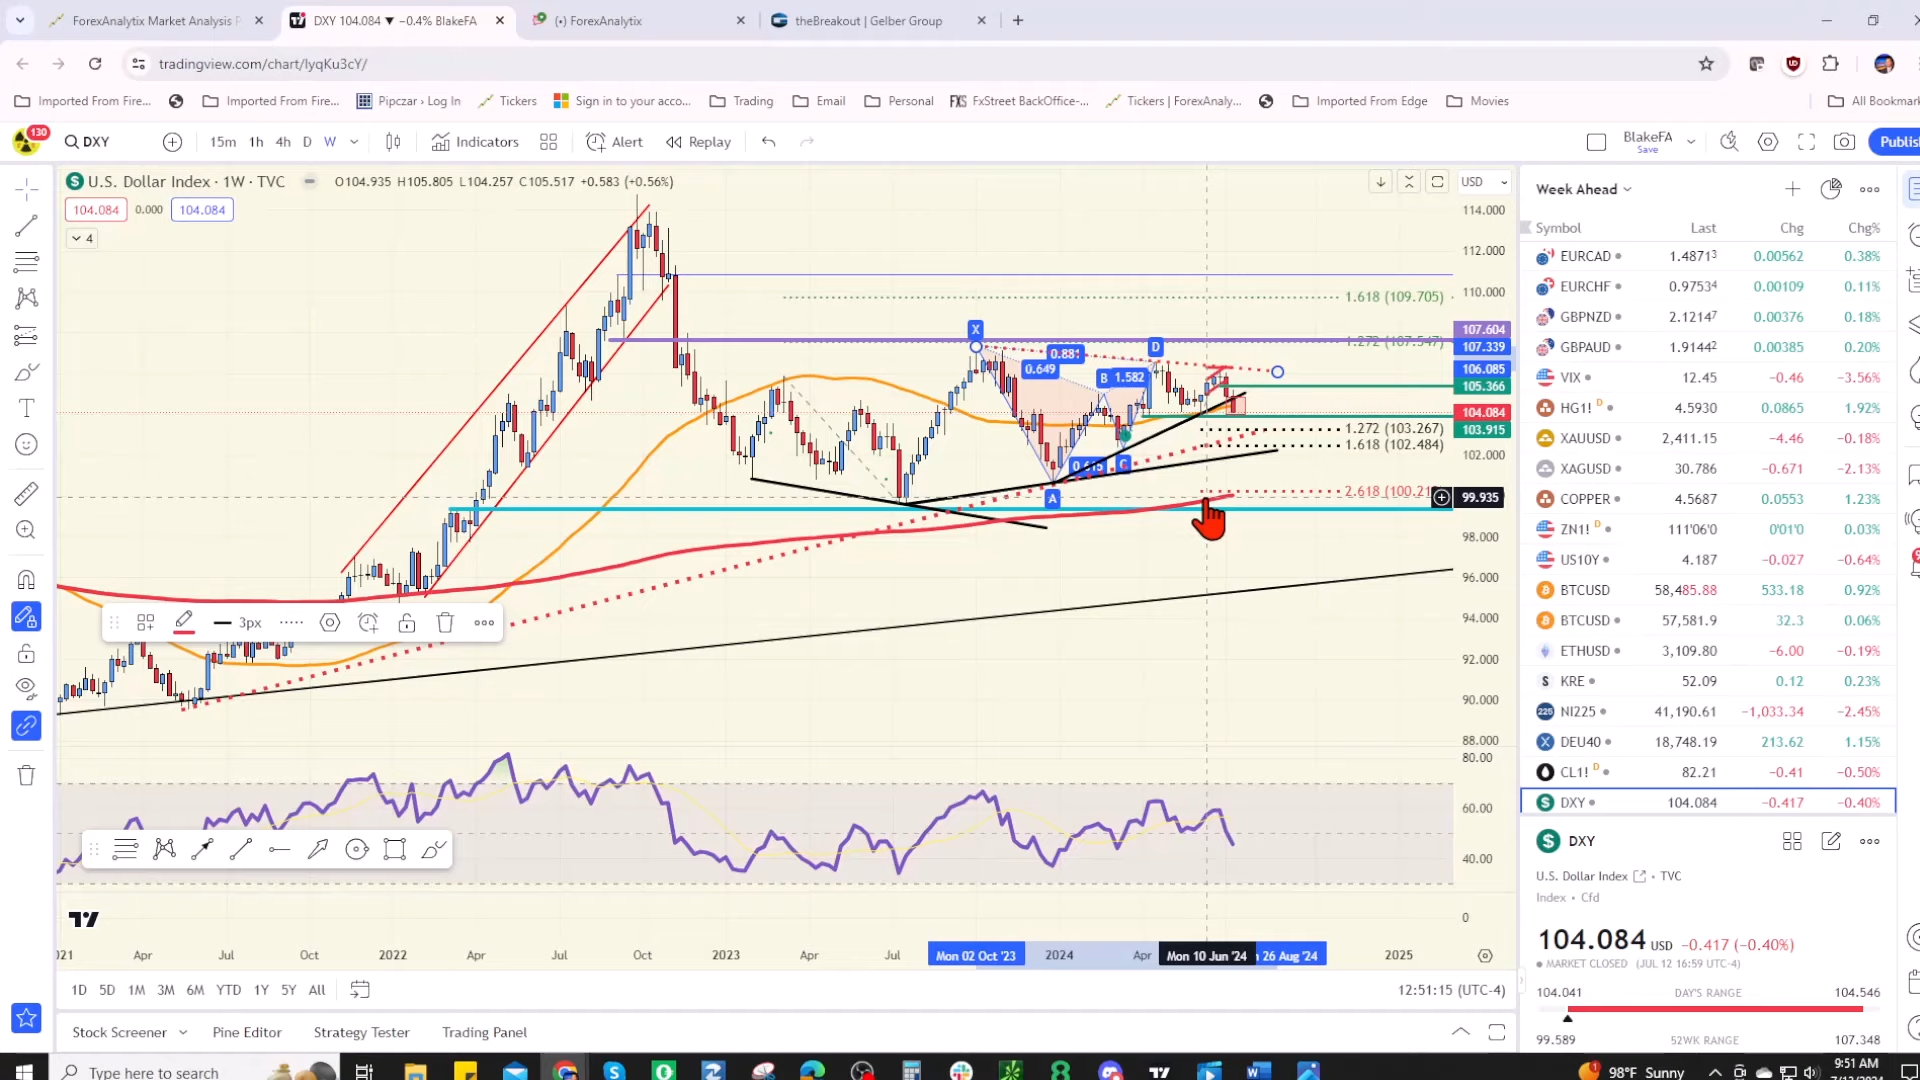 ForexAnalytix Market Analysis P
DXY 104.084 ▼ −0.4% BlakeFA
(•) ForexAnalytix
theBreakout | Gelber Group
tradingview.com/chart/lyqKu3cY/
Imported From Fire...
Imported From Fire...
Pipczar › Log In
Tickers
Sign in to your acco...
Trading
Email
Personal
FXS FxStreet BackOffice-...
Tickers | ForexAnaly...
Imported From Edge
Movies
All Bookmark
130
DXY
15m 1h 4h D W
Indicators
Alert
Replay
BlakeFA
Save
Publis
U.S. Dollar Index · 1W · TVC
O104.935 H105.805 L104.257 C105.517 +0.583 (+0.56%)
USD
104.084 0.000 104.084
4
114.000
112.000
110.000
1.618 (109.705)
107.604
1.272 (107.547)
107.339
106.085
105.366
104.084
103.915
1.272 (103.267)
1.618 (102.484)
102.000
2.618 (100.21
99.935
98.000
96.000
94.000
92.000
90.000
88.000
80.00
60.00
40.00
0
X
0.881
D
0.649
B
1.582
0.615
C
A
3px
2021 Apr Jul Oct 2022 Apr Jul Oct 2023 Apr Jul Mon 02 Oct '23 2024 Apr Mon 10 Jun '24 26 Aug '24 2025
1D 5D 1M 3M 6M YTD 1Y 5Y All
12:51:15 (UTC-4)
Stock Screener
Pine Editor
Strategy Tester
Trading Panel
Week Ahead
Symbol Last Chg Chg%
EURCAD 1.48713 0.00562 0.38%
EURCHF 0.97534 0.00109 0.11%
GBPNZD 2.12147 0.00376 0.18%
GBPAUD 1.91442 0.00385 0.20%
VIX 12.45 −0.46 −3.56%
HG1! D 4.5930 0.0865 1.92%
XAUUSD 2,411.15 −4.46 −0.18%
XAGUSD 30.786 −0.671 −2.13%
COPPER 4.5687 0.0553 1.23%
ZN1! D 111'06'0 0'01'0 0.03%
US10Y 4.187 −0.027 −0.64%
BTCUSD 58,485.88 533.18 0.92%
BTCUSD 57,581.9 32.3 0.06%
ETHUSD 3,109.80 −6.00 −0.19%
KRE 52.09 0.12 0.23%
NI225 41,190.61 −1,033.34 −2.45%
DEU40 18,748.19 213.62 1.15%
CL1! D 82.21 −0.41 −0.50%
DXY 104.084 −0.417 −0.40%
DXY
U.S. Dollar Index • TVC
Index • Cfd
104.084 USD −0.417 (−0.40%)
MARKET CLOSED (JUL 12 16:59 UTC-4)
104.041 DAY'S RANGE 104.546
99.589 52WK RANGE 107.348
Type here to search
98°F Sunny
9:51 AM